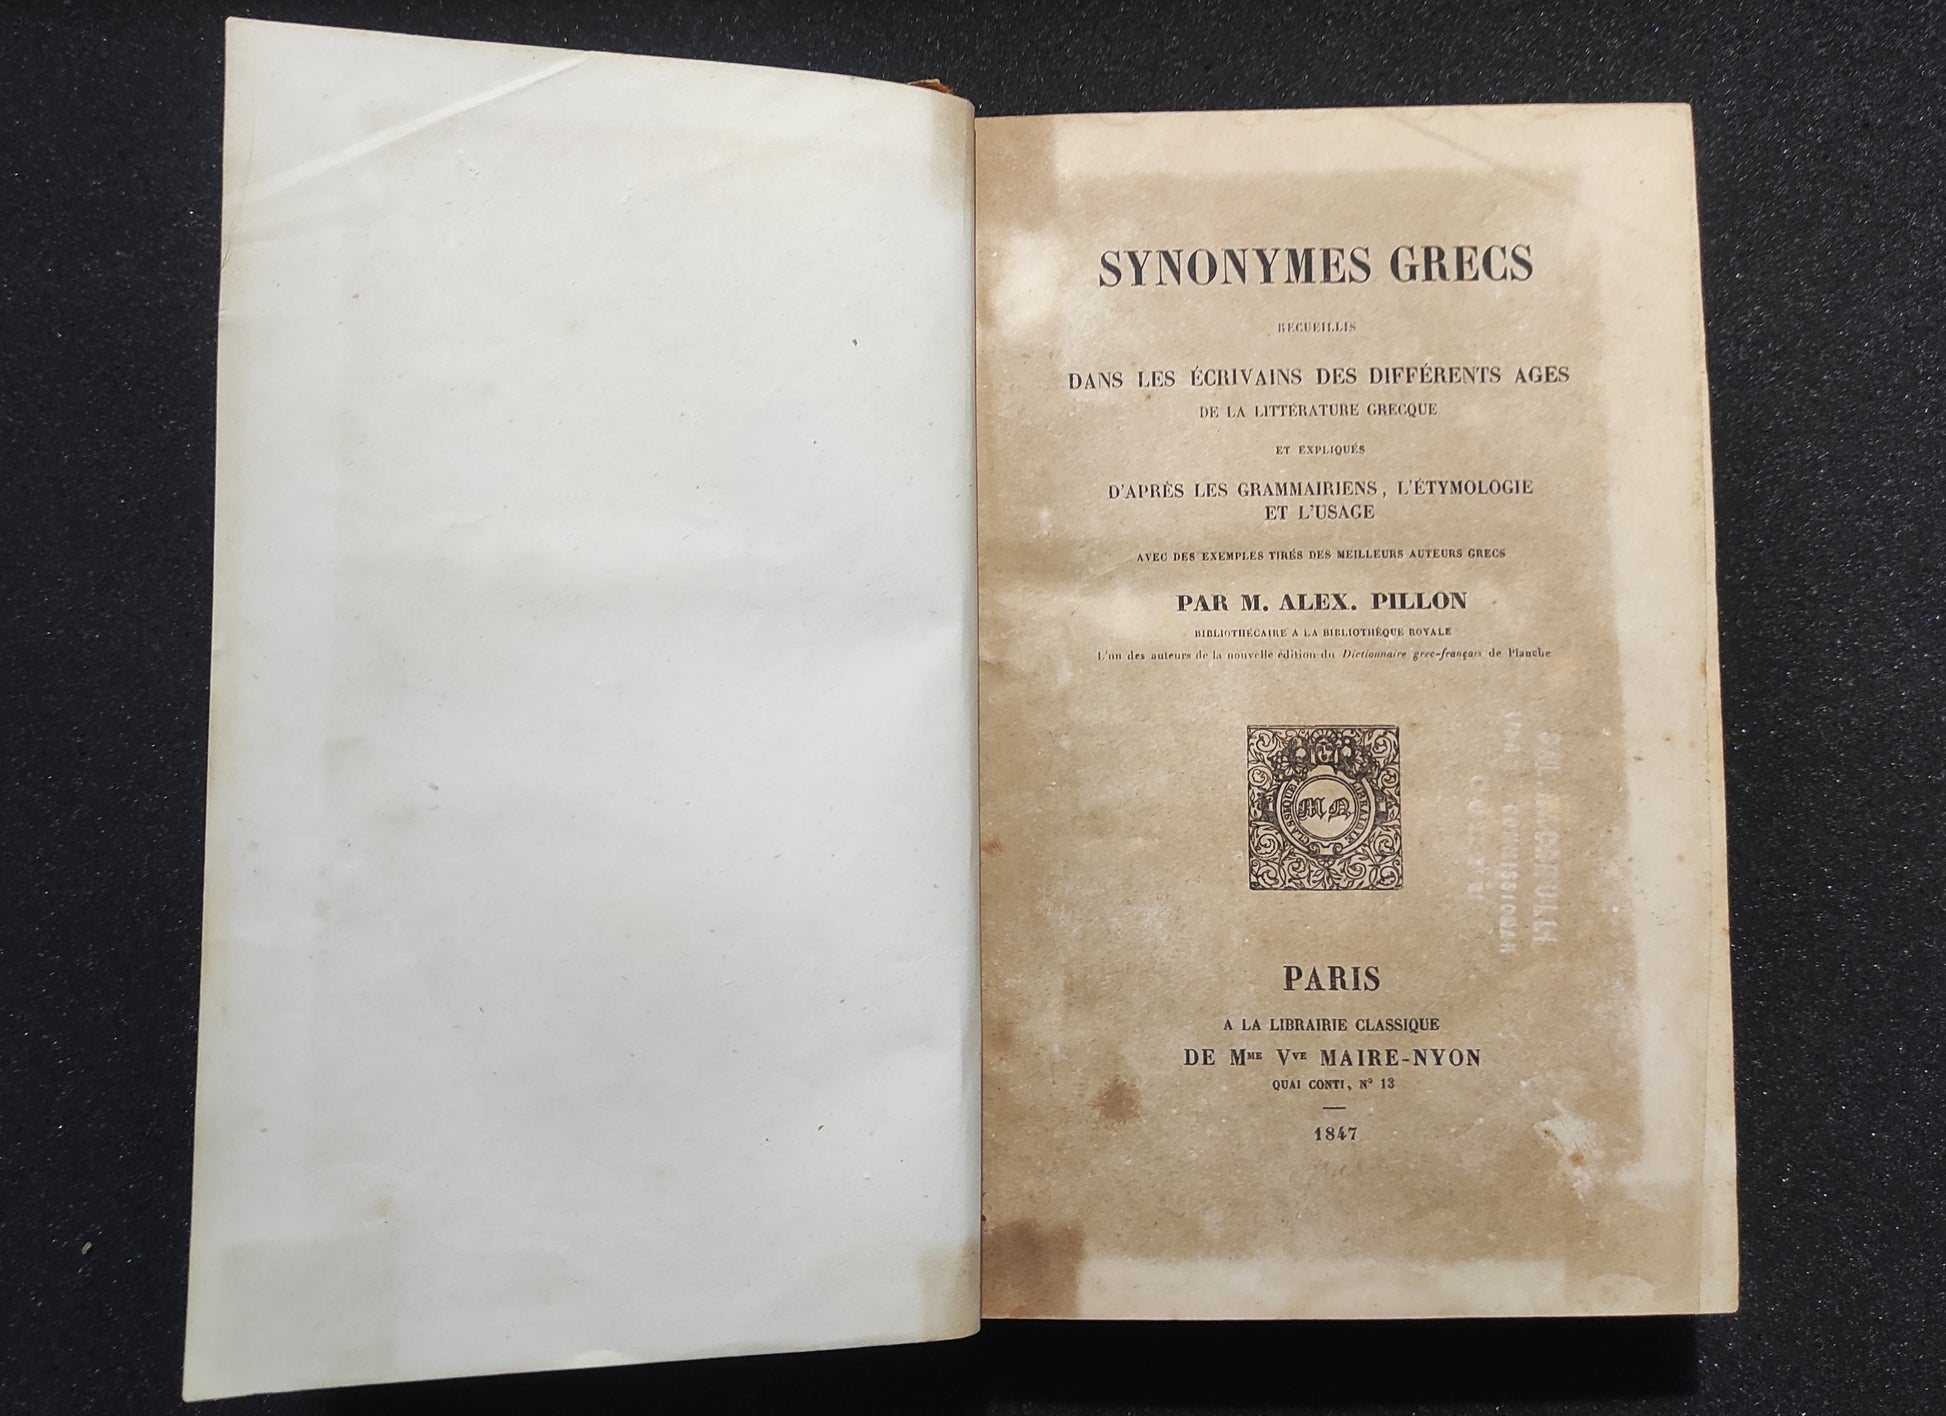 SYNONYMES GRECS
RECUEILLIS
DANS LES ÉCRIVAINS DES DIFFÉRENTS AGES
DE LA LITTÉRATURE GRECQUE
ET EXPLIQUÉS
D'APRÈS LES GRAMMAIRIENS, L'ÉTYMOLOGIE
ET L'USAGE
AVEC DES EXEMPLES TIRÉS DES MEILLEURS AUTEURS GRECS
PAR M. ALEX. PILLON
BIBLIOTHÉCAIRE A LA BIBLIOTHÈQUE ROYALE
L'un des auteurs de la nouvelle édition du Dictionnaire grec-français de Planche
LIBRAIRIE CLASSIQUE
M N
PARIS
A LA LIBRAIRIE CLASSIQUE
DE MME VVE MAIRE-NYON
QUAI CONTI, N° 13
1847